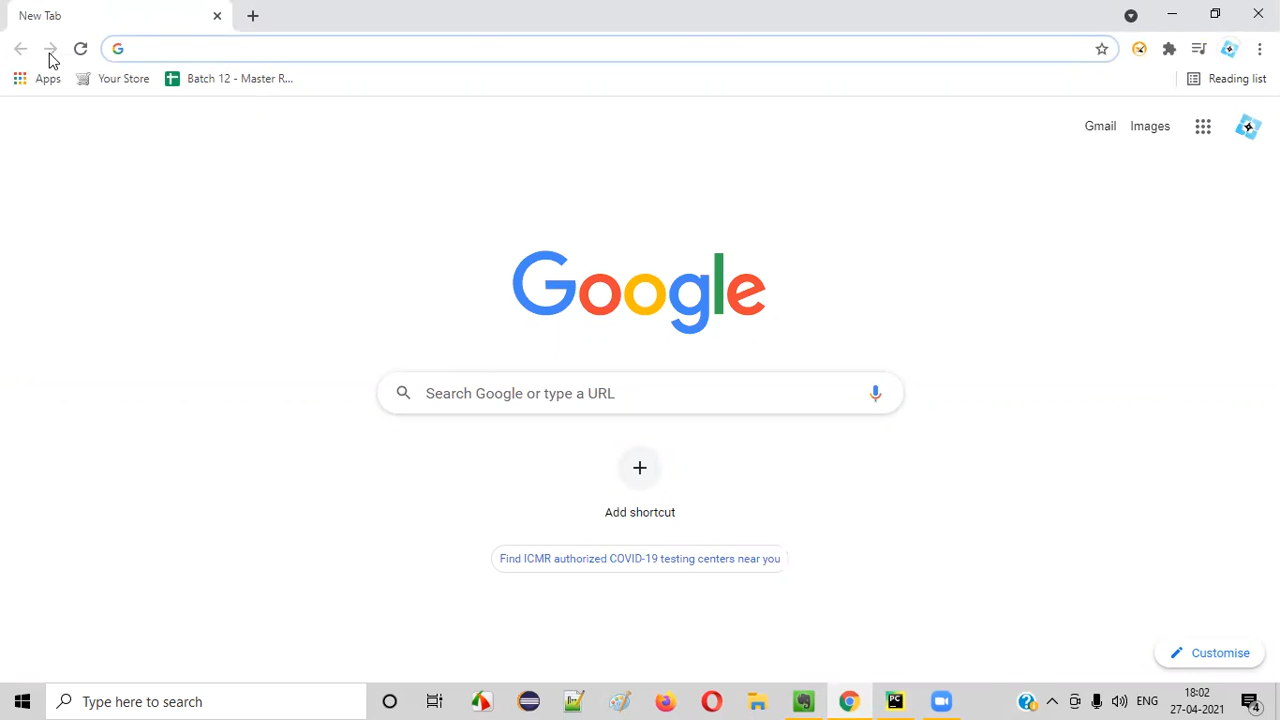 New Tab
Apps
Your Store
Batch 12 - Master R...
Reading list
Gmail
Images
Google
Search Google or type a URL
Add shortcut
Find ICMR authorized COVID-19 testing centers near you
Customise
Type here to search
ENG
18:02
27-04-2021
4